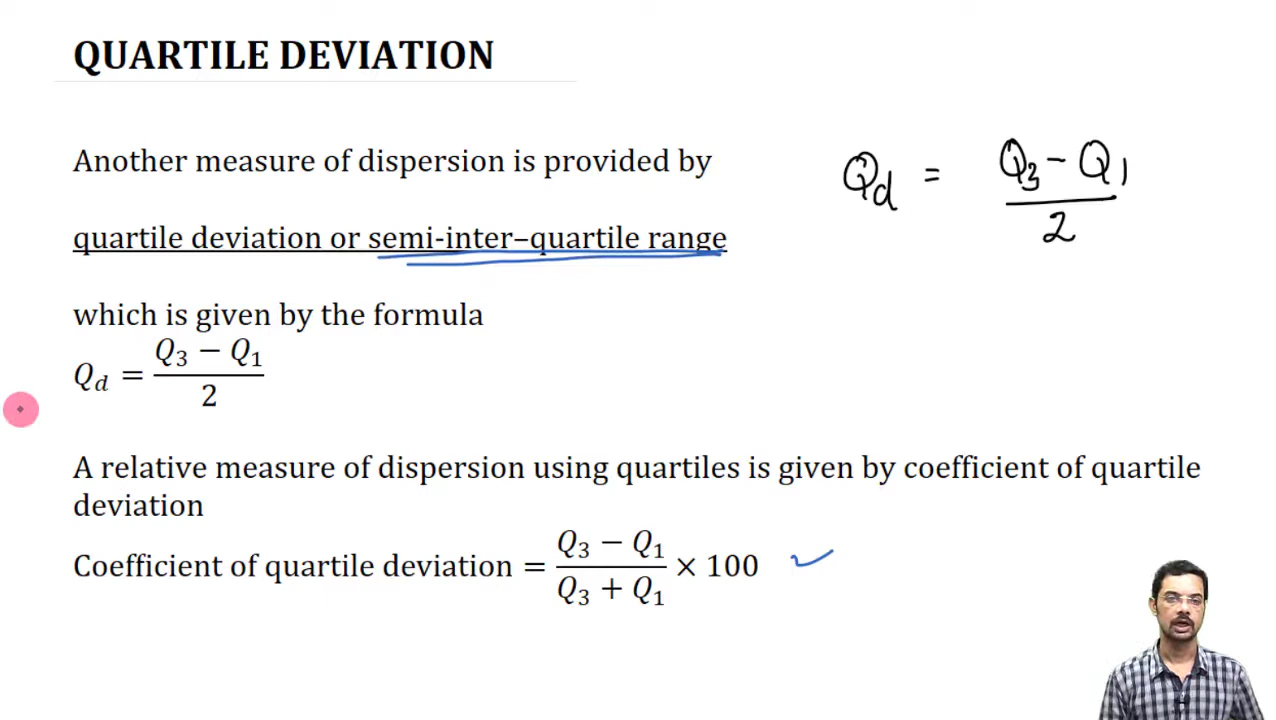 QUARTILE DEVIATION
Another measure of dispersion is provided by
quartile deviation or semi-inter–quartile range
which is given by the formula
Q_d = (Q_3 − Q_1) / 2
A relative measure of dispersion using quartiles is given by coefficient of quartile
deviation
Coefficient of quartile deviation = (Q_3 − Q_1) / (Q_3 + Q_1) × 100
Q_d = (Q_3 − Q_1) / 2